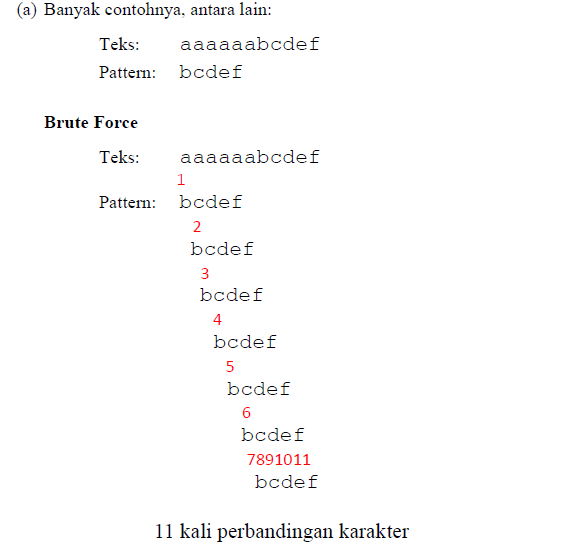 (a) Banyak contohnya, antara lain:
Teks: aaaaaabcdef
Pattern: bcdef
Brute Force
Teks: aaaaaabcdef
1
Pattern: bcdef
2
bcdef
3
bcdef
4
bcdef
5
bcdef
6
bcdef
7891011
bcdef
11 kali perbandingan karakter